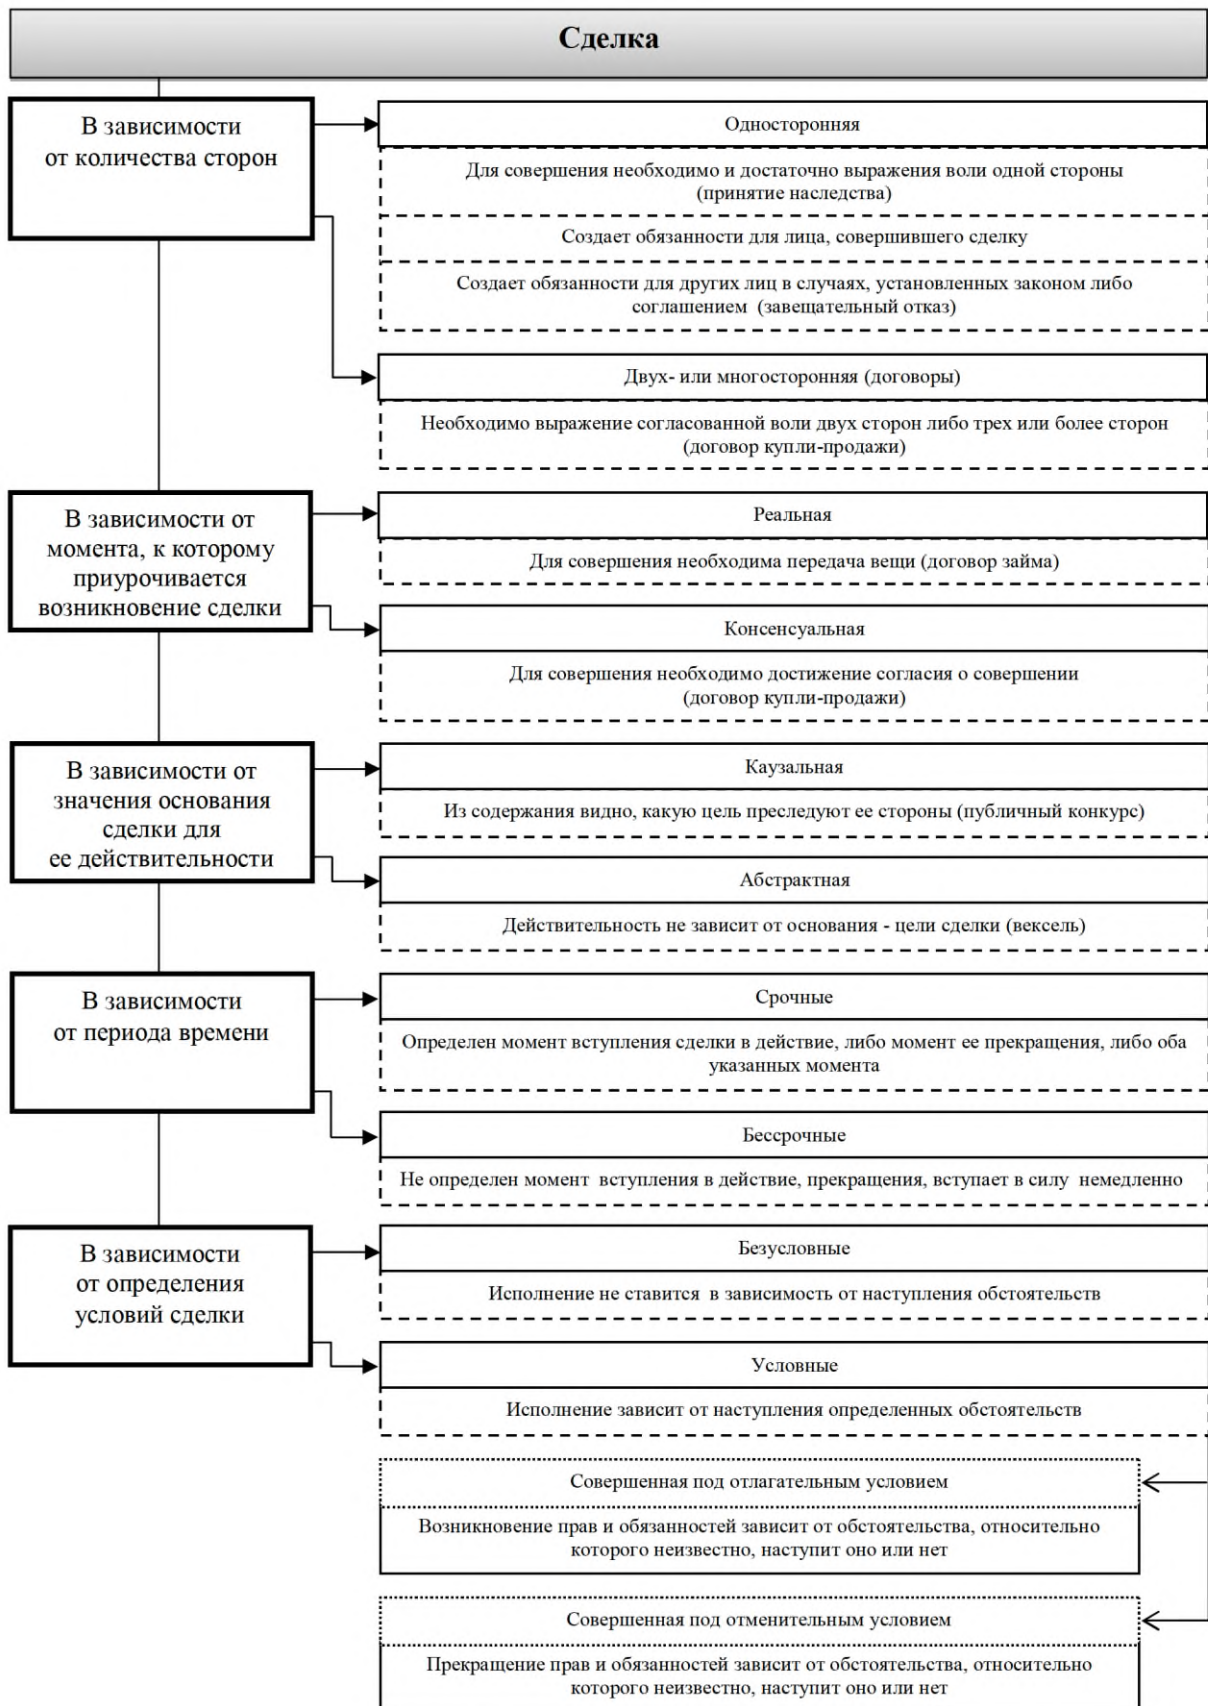 Сделка
В зависимости
от количества сторон
Односторонняя
Для совершения необходимо и достаточно выражения воли одной стороны
(принятие наследства)
Создает обязанности для лица, совершившего сделку
Создает обязанности для других лиц в случаях, установленных законом либо
соглашением (завещательный отказ)
Двух- или многосторонняя (договоры)
Необходимо выражение согласованной воли двух сторон либо трех или более сторон
(договор купли-продажи)
В зависимости от
момента, к которому
приурочивается
возникновение сделки
Реальная
Для совершения необходима передача вещи (договор займа)
Консенсуальная
Для совершения необходимо достижение согласия о совершении
(договор купли-продажи)
В зависимости от
значения основания
сделки для
ее действительности
Каузальная
Из содержания видно, какую цель преследуют ее стороны (публичный конкурс)
Абстрактная
Действительность не зависит от основания - цели сделки (вексель)
В зависимости
от периода времени
Срочные
Определен момент вступления сделки в действие, либо момент ее прекращения, либо оба
указанных момента
Бессрочные
Не определен момент вступления в действие, прекращения, вступает в силу немедленно
В зависимости
от определения
условий сделки
Безусловные
Исполнение не ставится в зависимость от наступления обстоятельств
Условные
Исполнение зависит от наступления определенных обстоятельств
Совершенная под отлагательным условием
Возникновение прав и обязанностей зависит от обстоятельства, относительно
которого неизвестно, наступит оно или нет
Совершенная под отменительным условием
Прекращение прав и обязанностей зависит от обстоятельства, относительно
которого неизвестно, наступит оно или нет